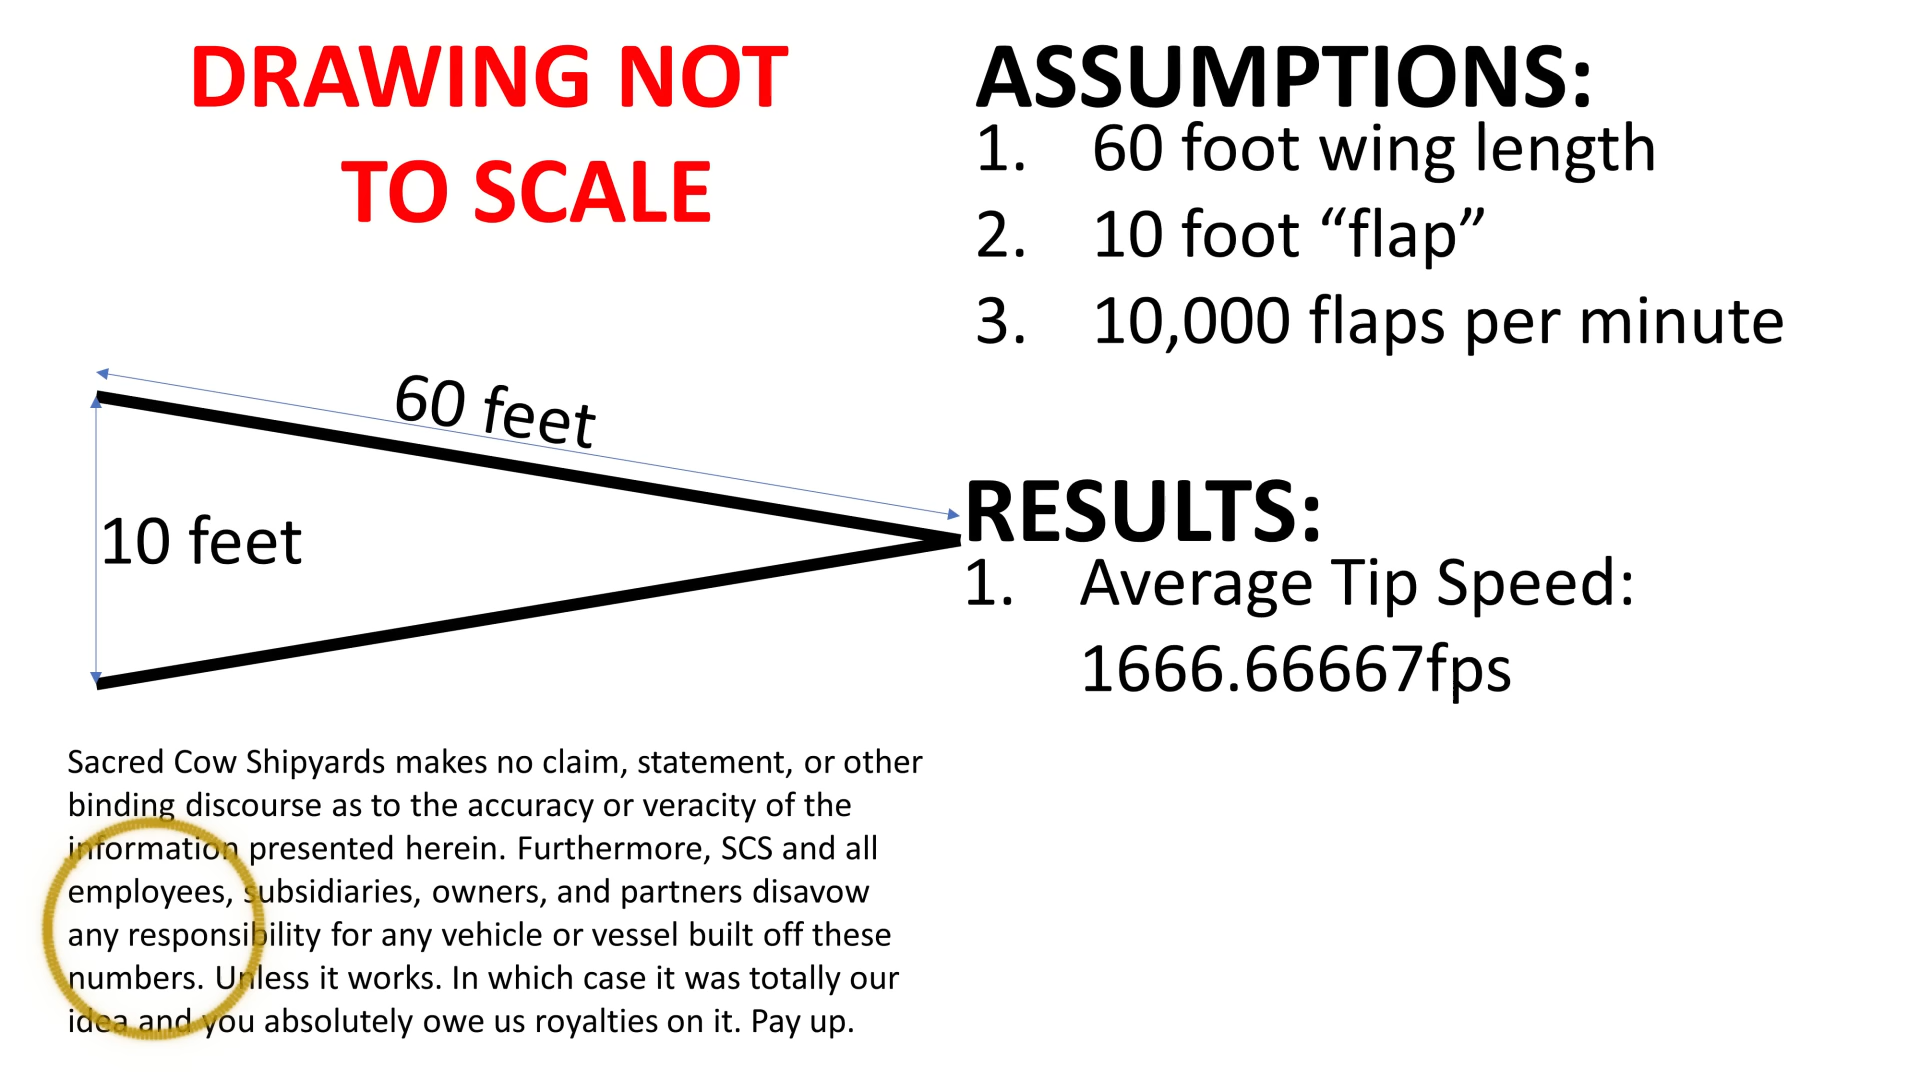 DRAWING NOT
TO SCALE
60 feet
10 feet
Sacred Cow Shipyards makes no claim, statement, or other
binding discourse as to the accuracy or veracity of the
information presented herein. Furthermore, SCS and all
employees, subsidiaries, owners, and partners disavow
any responsibility for any vehicle or vessel built off these
numbers. Unless it works. In which case it was totally our
idea and you absolutely owe us royalties on it. Pay up.
ASSUMPTIONS:
1. 60 foot wing length
2. 10 foot “flap”
3. 10,000 flaps per minute
RESULTS:
1. Average Tip Speed:
1666.66667fps